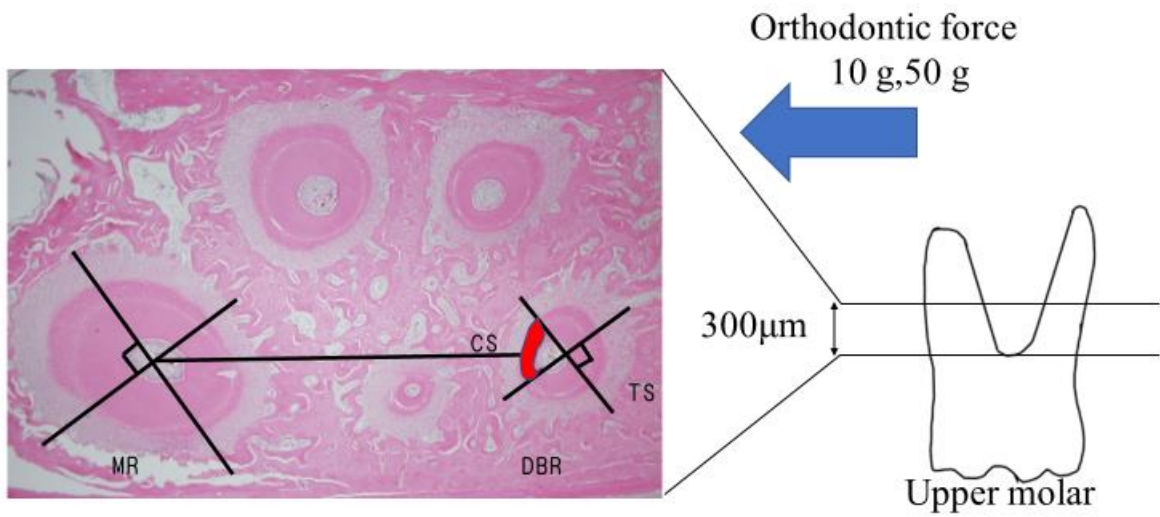 Orthodontic force
10 g,50 g
CS
TS
MR
DBR
300μm
Upper molar